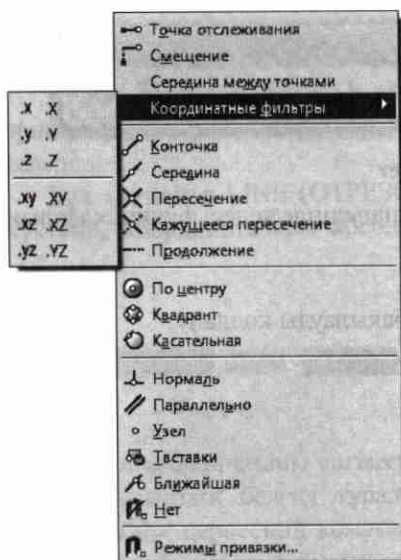 Точка отслеживания
Смещение
Середина между точками
Координатные фильтры
.x .X
.y .Y
.z .Z
.xy .XY
.xz .XZ
.yz .YZ
Конточка
Середина
Пересечение
Кажущееся пересечение
Продолжение
По центру
Квадрант
Касательная
Нормаль
Параллельно
Узел
Твставки
Ближайшая
Нет
Режимы привязки...